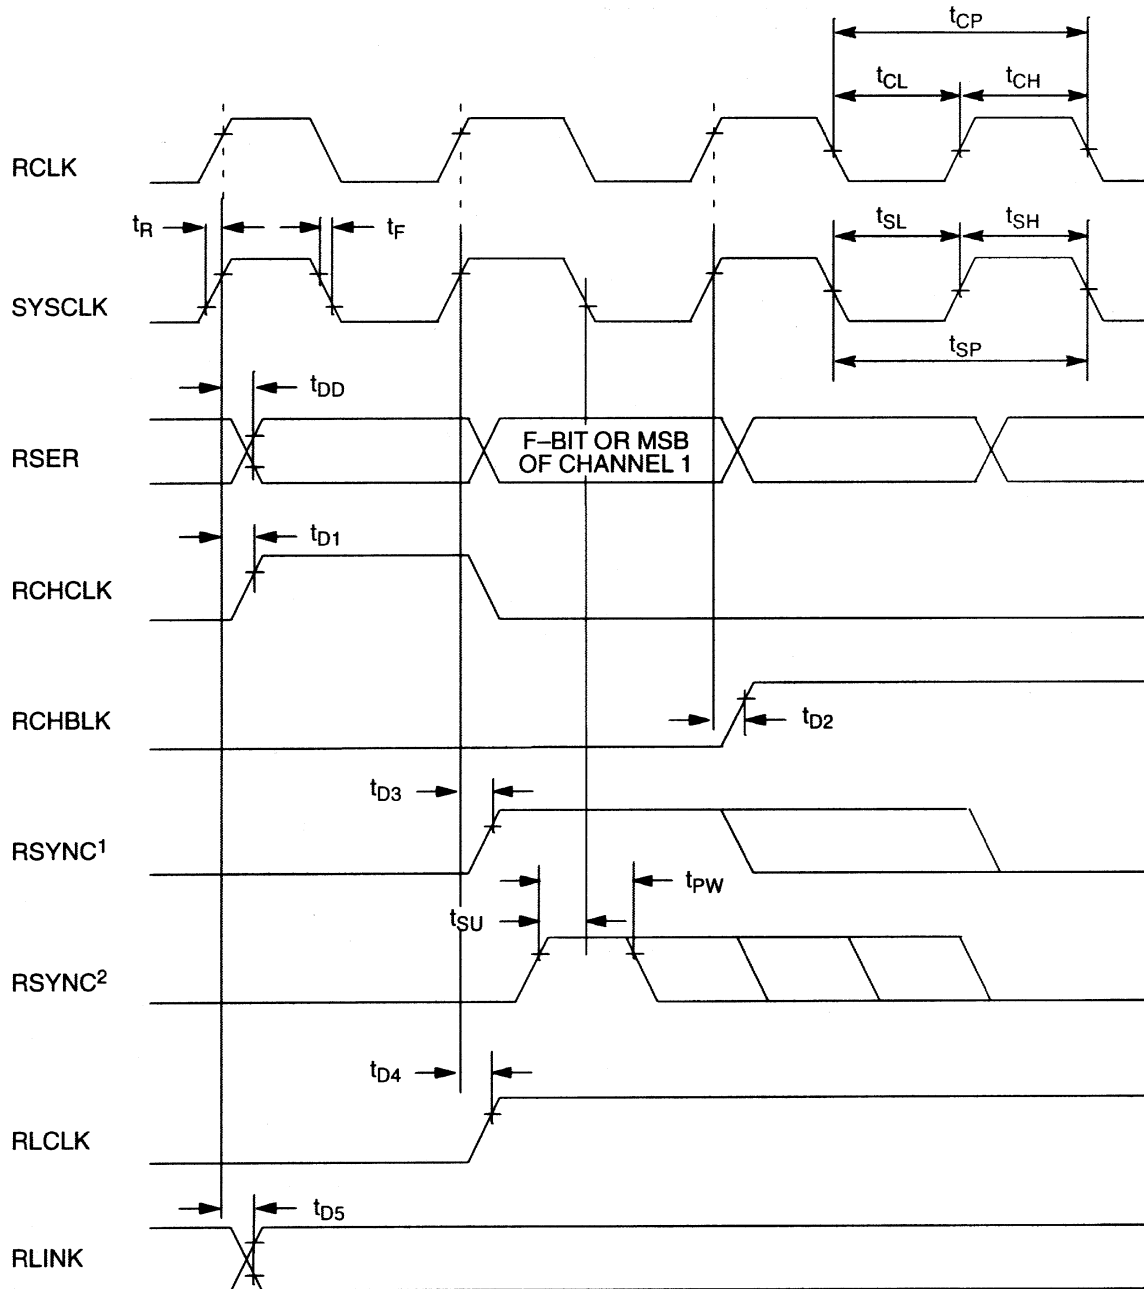 tCP
tCL tCH
RCLK
tR tF tSL tSH
SYSCLK
tSP
tDD
RSER
F–BIT OR MSB
OF CHANNEL 1
tD1
RCHCLK
RCHBLK
tD2
tD3
RSYNC1
tPW
tSU
RSYNC2
tD4
RLCLK
tD5
RLINK